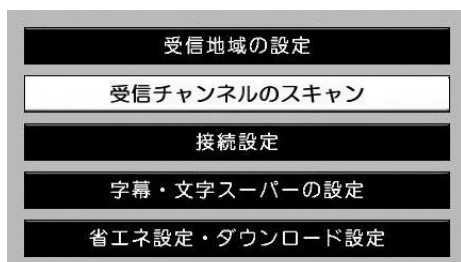 受信地域の設定
受信チャンネルのスキャン
接続設定
字幕・文字スーパーの設定
省エネ設定・ダウンロード設定